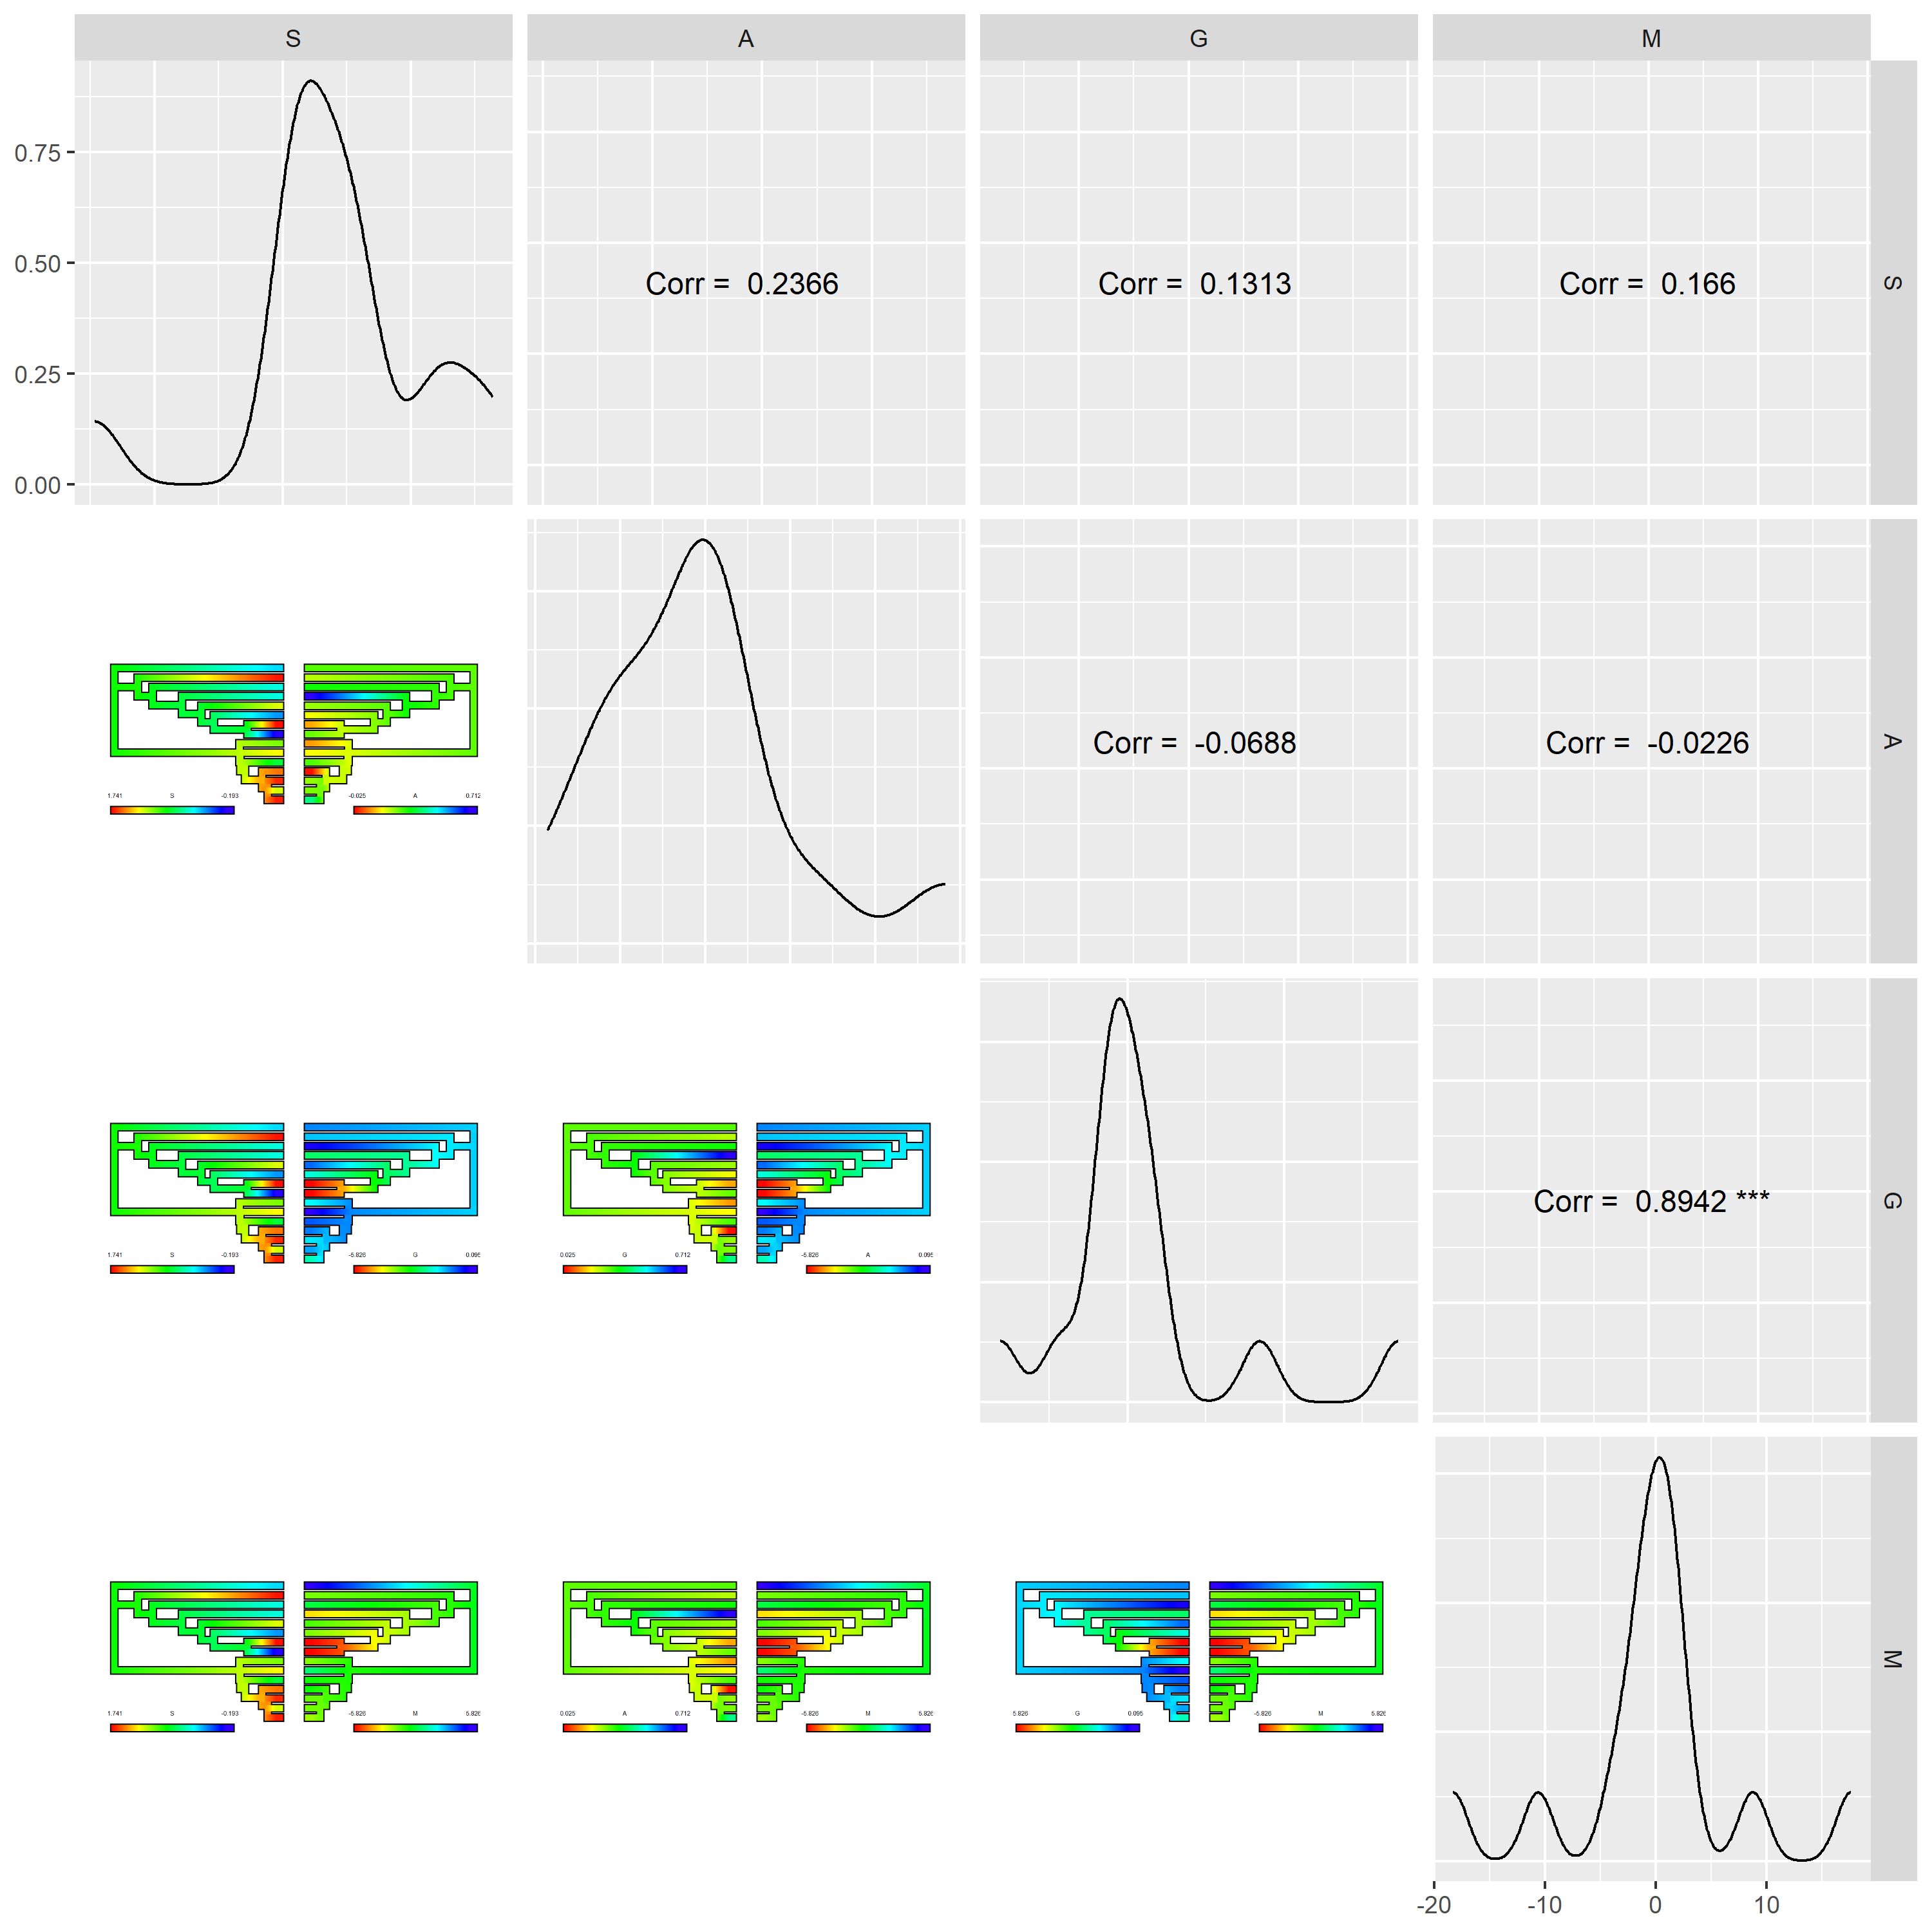 S A G M
0.75
0.50
0.25
0.00
Corr = 0.2366
Corr = 0.1313
Corr = 0.166
S
1.741 S -0.193
-0.025 A 0.712
Corr = -0.0688
Corr = -0.0226
A
1.741 S -0.193
-5.826 G 0.095
0.025 G 0.712
-5.826 A 0.095
Corr = 0.8942 ***
G
1.741 S -0.193
-5.826 M 5.826
0.025 A 0.712
-5.826 M 5.826
5.826 G 0.095
-5.826 M 5.826
M
-20 -10 0 10